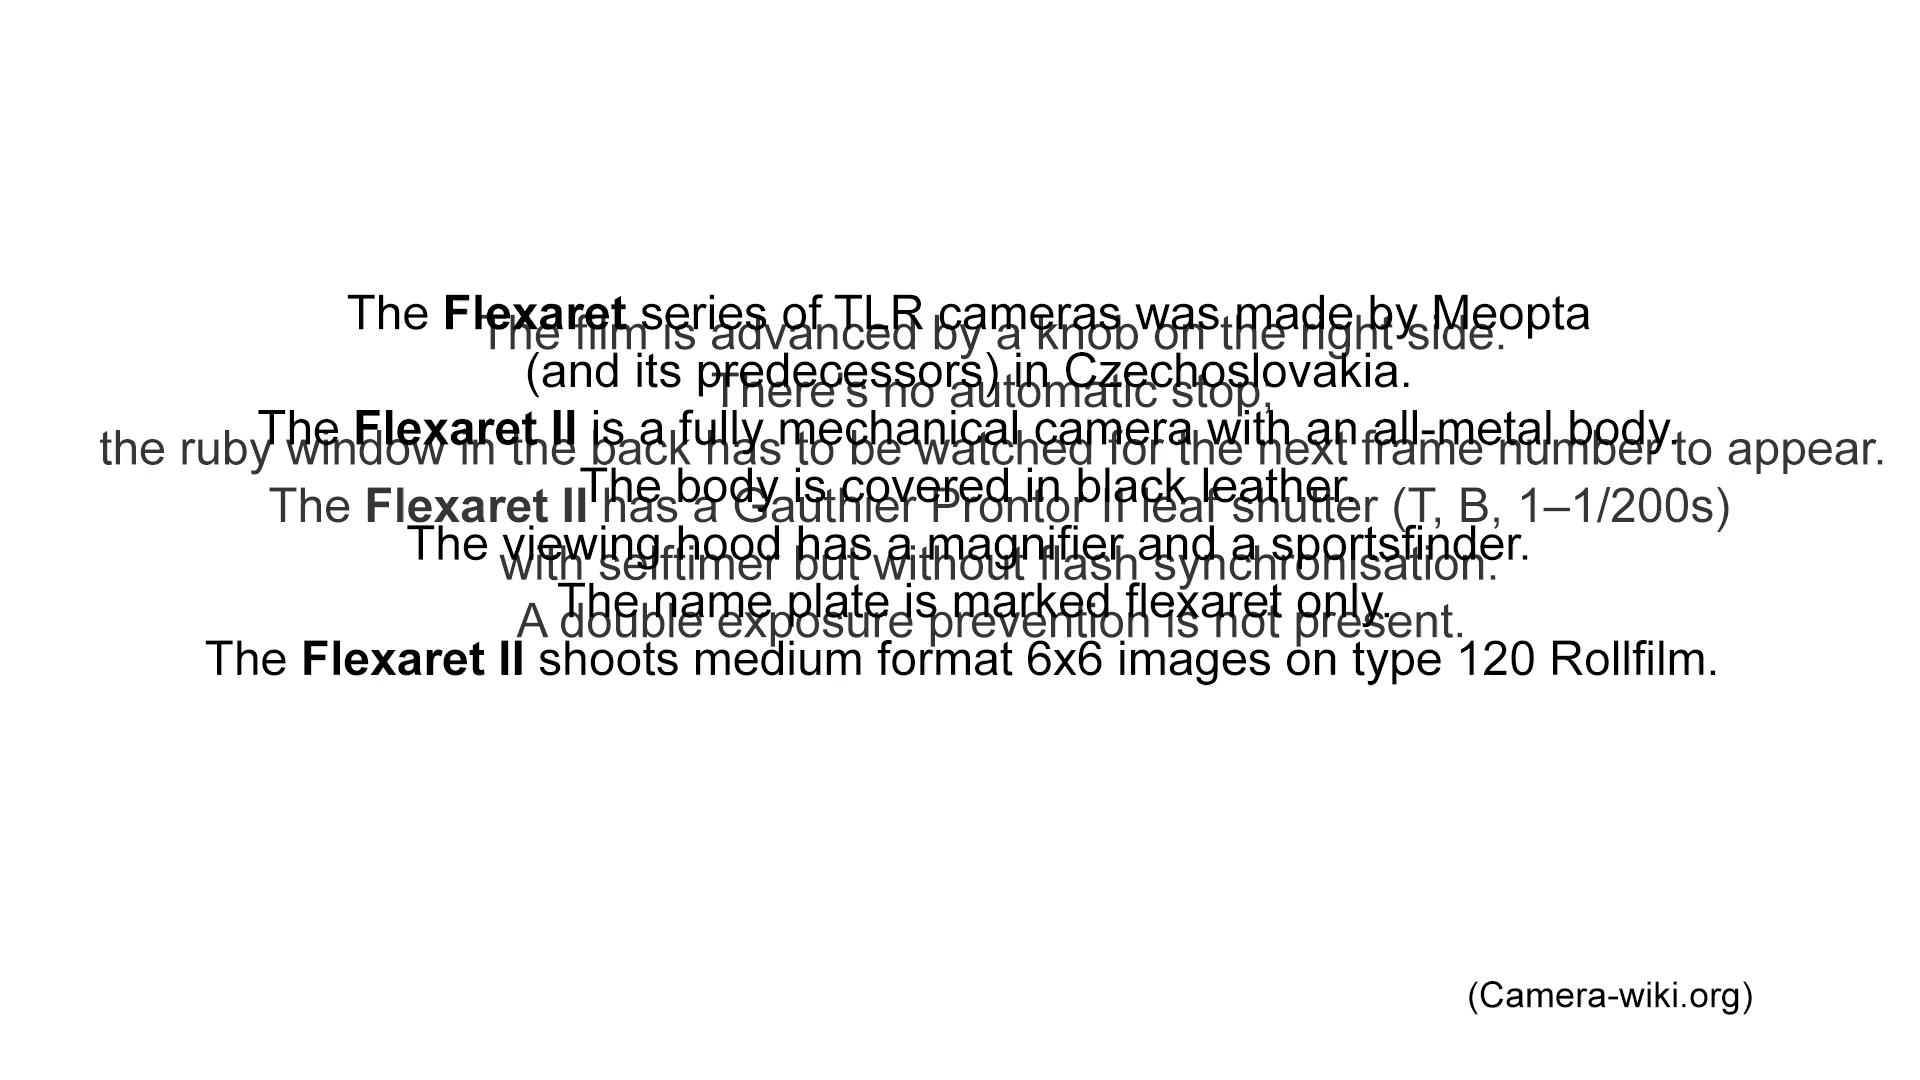 The Flexaret series of TLR cameras was made by Meopta
(and its predecessors) in Czechoslovakia.
The Flexaret II is a fully mechanical camera with an all-metal body.
The body is covered in black leather.
The viewing hood has a magnifier and a sportsfinder.
The name plate is marked flexaret only.
The Flexaret II shoots medium format 6x6 images on type 120 Rollfilm.
The film is advanced by a knob on the right side.
There's no automatic stop,
the ruby window in the back has to be watched for the next frame number to appear.
The Flexaret II has a Gauthier Prontor II leaf shutter (T, B, 1–1/200s)
with selftimer but without flash synchronisation.
A double exposure prevention is not present.
(Camera-wiki.org)